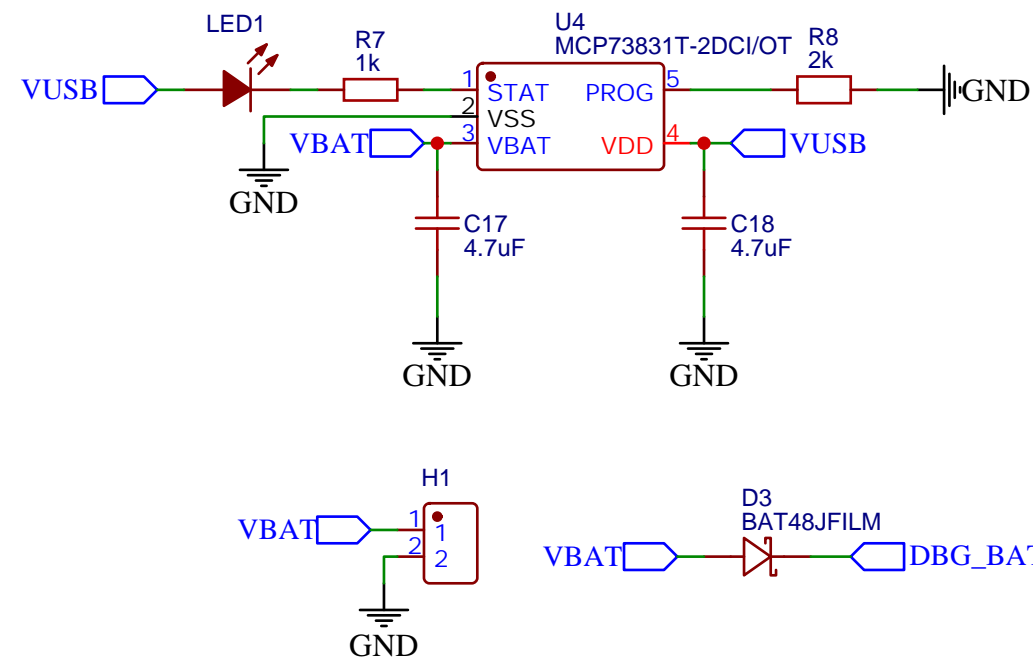 LED1
R7
1k
U4
MCP73831T-2DCI/OT
R8
2k
VUSB
1
STAT
PROG
5
GND
2
VSS
VBAT
3
VBAT
VDD
4
VUSB
GND
C17
4.7uF
C18
4.7uF
GND
GND
H1
VBAT
1
1
2
2
GND
D3
BAT48JFILM
VBAT
DBG_BAT